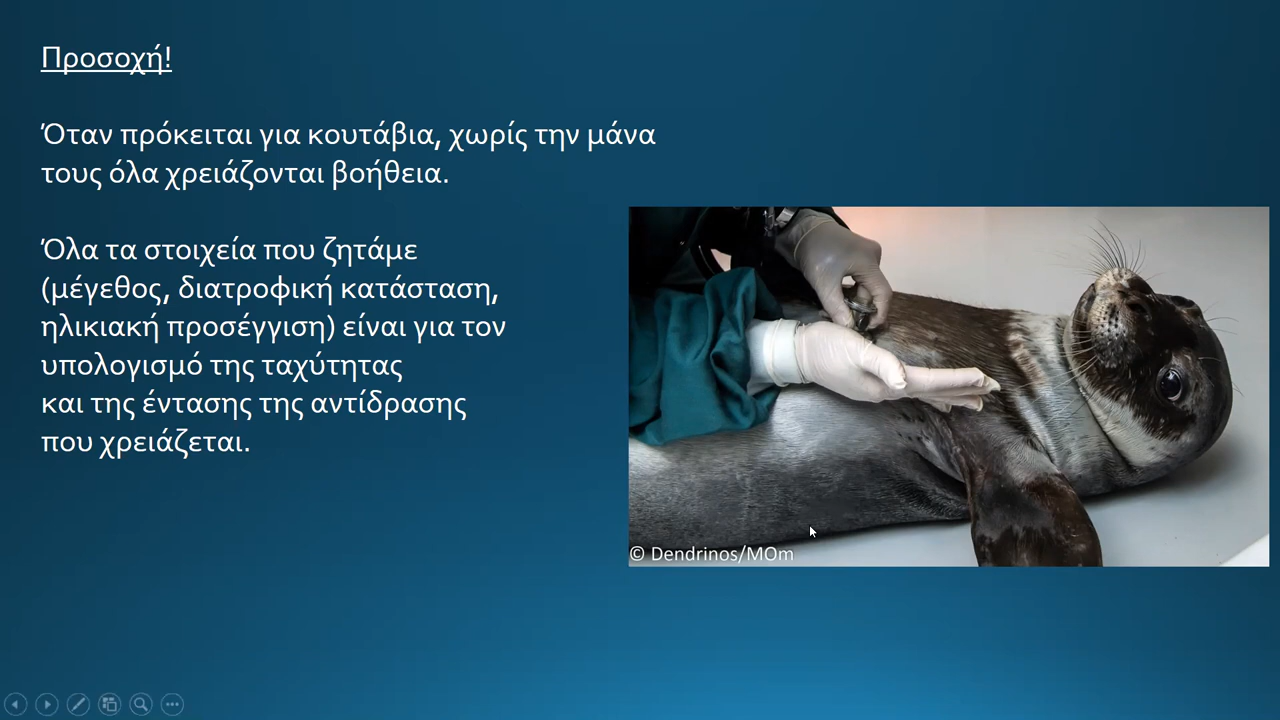 Προσοχή!
Όταν πρόκειται για κουτάβια, χωρίς την μάνα
τους όλα χρειάζονται βοήθεια.
Όλα τα στοιχεία που ζητάμε
(μέγεθος, διατροφική κατάσταση,
ηλικιακή προσέγγιση) είναι για τον
υπολογισμό της ταχύτητας
και της έντασης της αντίδρασης
που χρειάζεται.
© Dendrinos/MOm